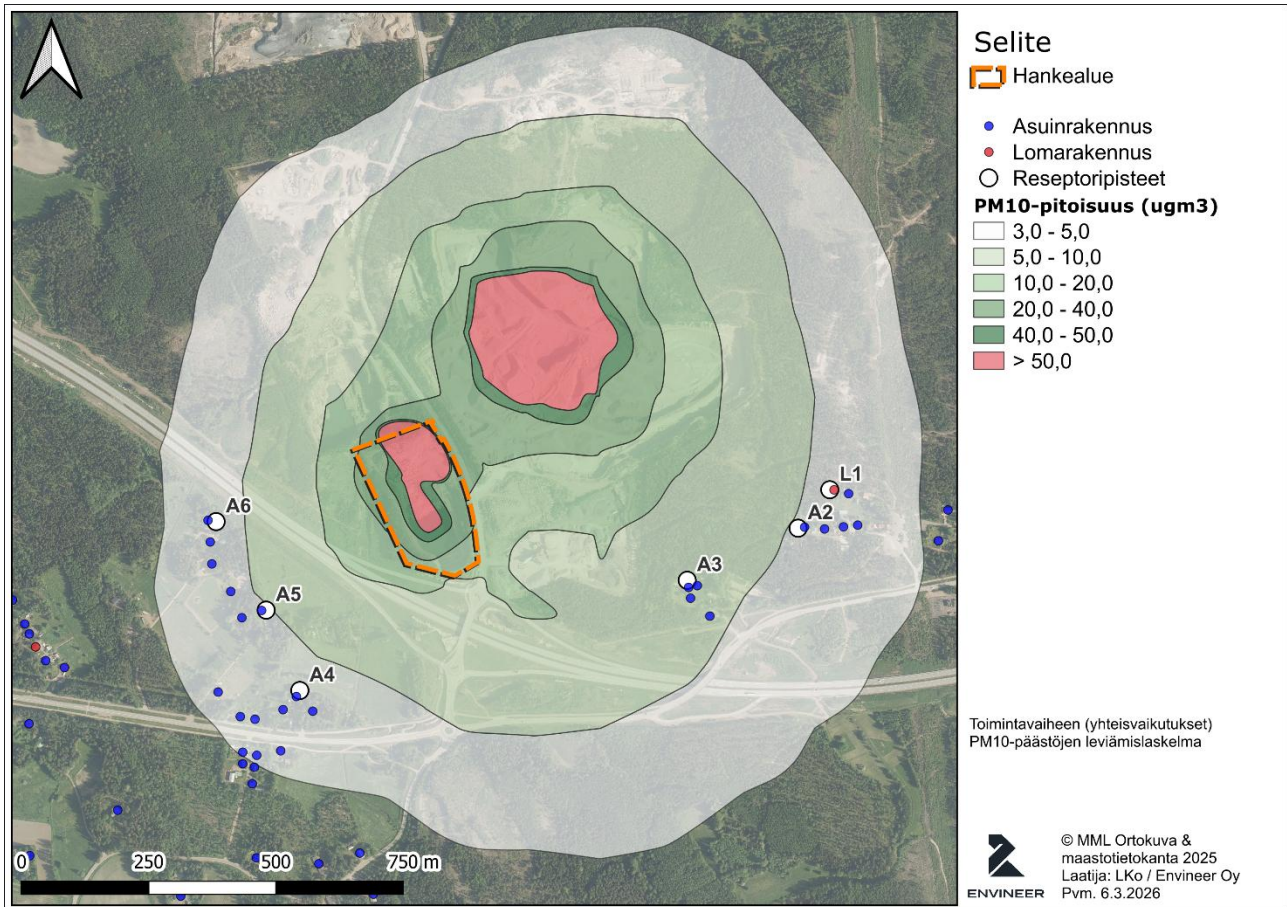 Selite
Hankealue
Asuinrakennus
Lomarakennus
Reseptoripisteet
PM10-pitoisuus (ugm3)
3,0 - 5,0
5,0 - 10,0
10,0 - 20,0
20,0 - 40,0
40,0 - 50,0
> 50,0
L1
A6
A2
A3
A5
A4
0 250 500 750 m
Toimintavaiheen (yhteisvaikutukset)
PM10-päästöjen leviämislaskelma
ENVINEER
© MML Ortokuva &
maastotietokanta 2025
Laatija: LKo / Envineer Oy
Pvm. 6.3.2026